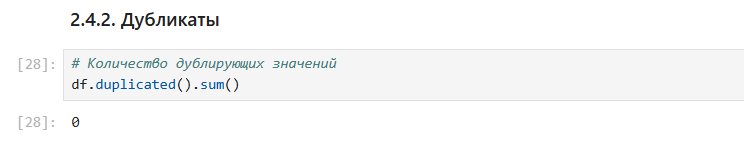 2.4.2. Дубликаты
[28]: # Количество дублирующих значений
df.duplicated().sum()
[28]: 0